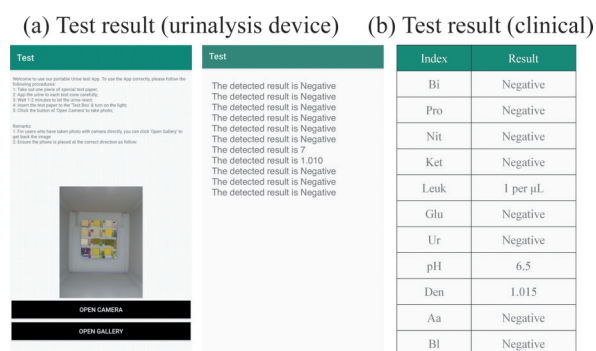 (a) Test result (urinalysis device)
(b) Test result (clinical)
Test
Welcome to use our portable Urine test App. To use the App correctly, please follow the
following procedures:
1: Take out one piece of special test paper;
2: App the urine to each test zone carefully;
3: Wait 1-2 minutes to let the urine react;
4: Insert the test paper to the 'Test Box' & turn on the light;
5: Click the button of 'Open Camera' to take photo;
Remarks:
1: For users who have taken photo with camera directly, you can click 'Open Gallery' to
get back the image
2: Ensure the phone is placed at the correct direction as follow:
OPEN CAMERA
OPEN GALLERY
Test
The detected result is Negative
The detected result is Negative
The detected result is Negative
The detected result is Negative
The detected result is Negative
The detected result is Negative
The detected result is 7
The detected result is 1.010
The detected result is Negative
The detected result is Negative
The detected result is Negative
Index Result
Bi Negative
Pro Negative
Nit Negative
Ket Negative
Leuk 1 per μL
Glu Negative
Ur Negative
pH 6.5
Den 1.015
Aa Negative
Bl Negative